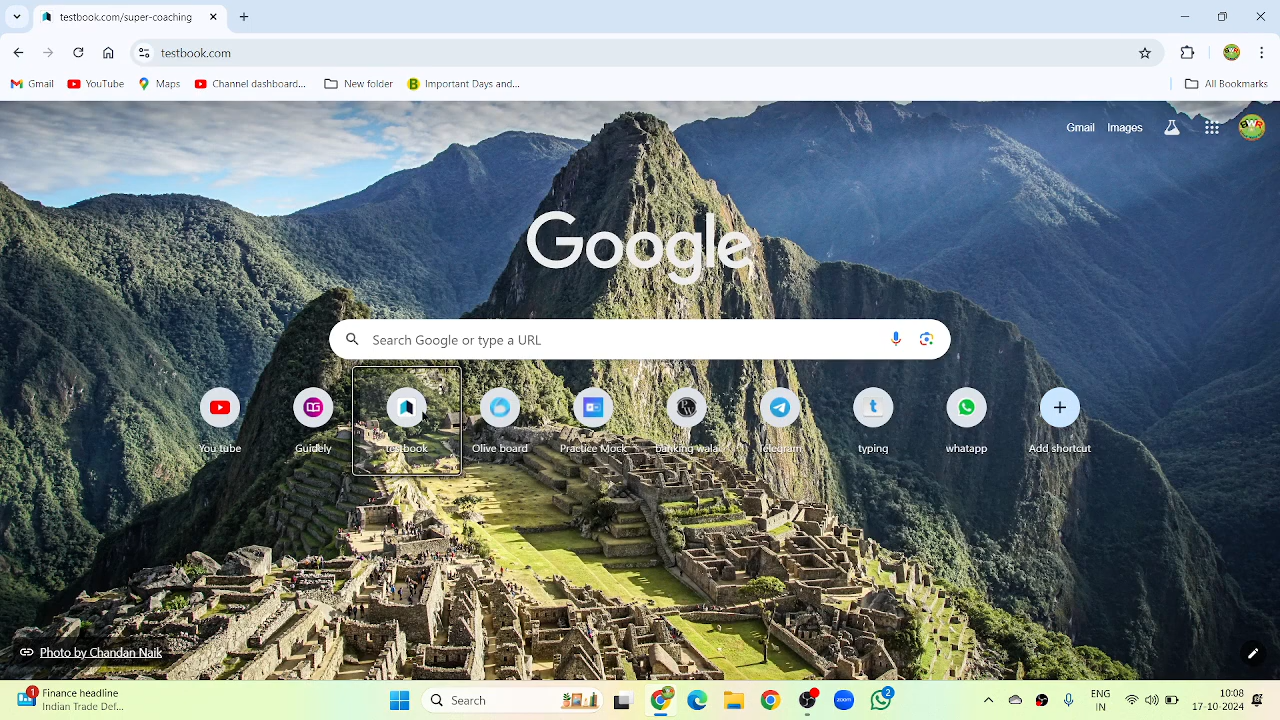 testbook.com/super-coaching
testbook.com
Gmail YouTube Maps Channel dashboard... New folder Important Days and... All Bookmarks
Gmail Images
Google
Search Google or type a URL
You tube Guidely testbook Olive board Practice Mock banking wala telegram typing whatapp Add shortcut
Photo by Chandan Naik
1 Finance headline
Indian Trade Def...
Search
zoom
2
ENG
IN
10:08
17-10-2024